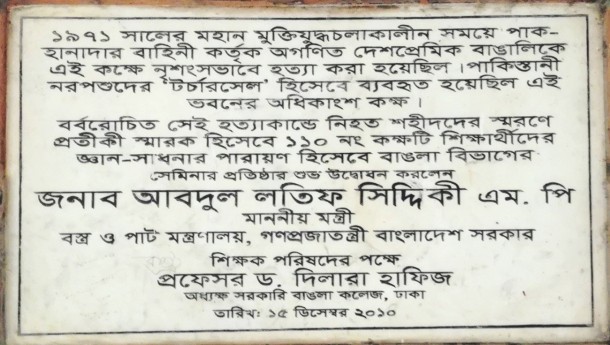 ১৯৭১ সালের মহান মুক্তিযুদ্ধচলাকালীন সময়ে পাক-
হানাদার বাহিনী কর্তৃক অগণিত দেশপ্রেমিক বাঙালিকে
এই কক্ষে নৃশংসভাবে হত্যা করা হয়েছিল। পাকিস্তানী
নরপশুদের ‘টর্চারসেল’ হিসেবে ব্যবহৃত হয়েছিল এই
ভবনের অধিকাংশ কক্ষ।
বর্বরোচিত সেই হত্যাকান্ডে নিহত শহীদদের স্মরণে
প্রতীকী স্মারক হিসেবে ১১০ নং কক্ষটি শিক্ষার্থীদের
জ্ঞান-সাধনার পারায়ণ হিসেবে বাঙলা বিভাগের
সেমিনার প্রতিষ্ঠার শুভ উদ্বোধন করলেন
জনাব আবদুল লতিফ সিদ্দিকী এম. পি
মাননীয় মন্ত্রী
বস্ত্র ও পাট মন্ত্রণালয়, গণপ্রজাতন্ত্রী বাংলাদেশ সরকার
শিক্ষক পরিষদের পক্ষে
প্রফেসর ড. দিলারা হাফিজ
অধ্যক্ষ সরকারি বাঙলা কলেজ, ঢাকা
তারিখ: ১৫ ডিসেম্বর ২০১০